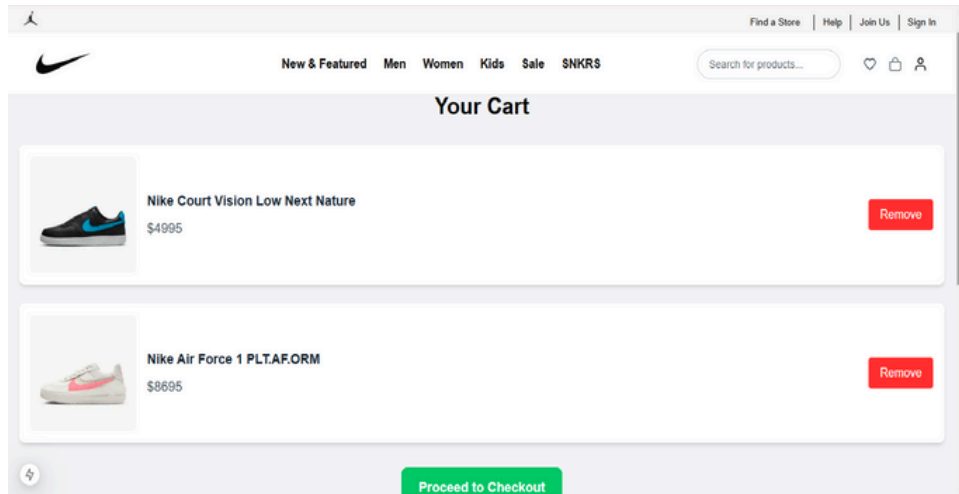 Find a Store | Help | Join Us | Sign In
New & Featured Men Women Kids Sale SNKRS
Search for products...
Your Cart
Nike Court Vision Low Next Nature
$4995
Remove
Nike Air Force 1 PLT.AF.ORM
$8695
Remove
Proceed to Checkout